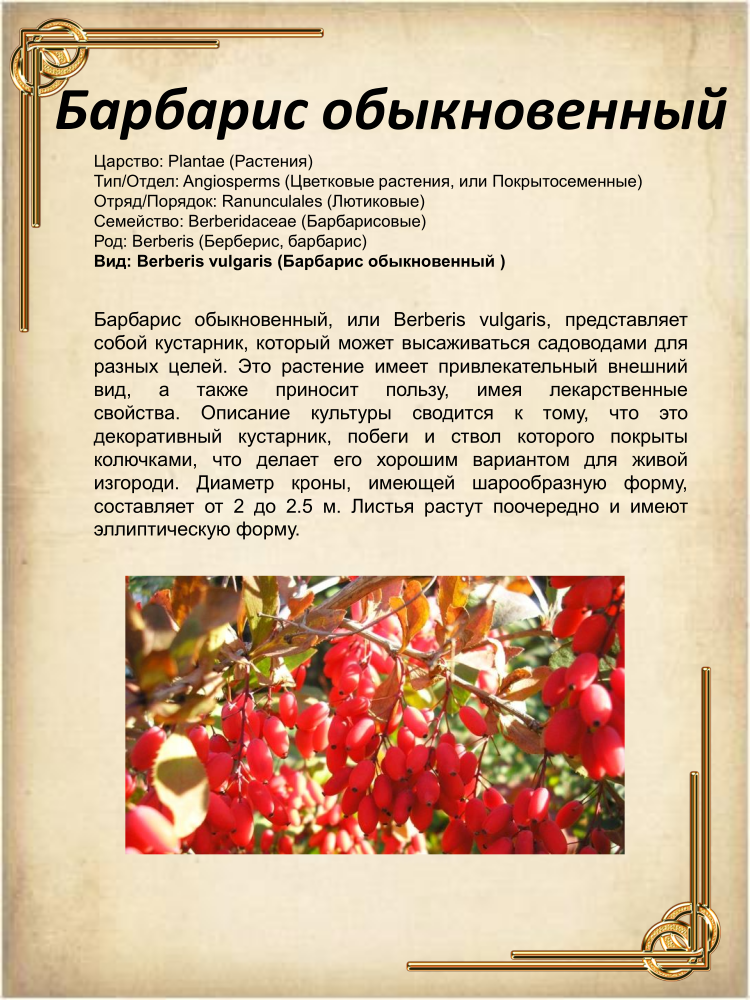 Барбарис обыкновенный
Царство: Plantae (Растения)
Тип/Отдел: Angiosperms (Цветковые растения, или Покрытосеменные)
Отряд/Порядок: Ranunculales (Лютиковые)
Семейство: Berberidaceae (Барбарисовые)
Род: Berberis (Берберис, барбарис)
Вид: Berberis vulgaris (Барбарис обыкновенный )
Барбарис обыкновенный, или Berberis vulgaris, представляет
собой кустарник, который может высаживаться садоводами для
разных целей. Это растение имеет привлекательный внешний
вид, а также приносит пользу, имея лекарственные
свойства. Описание культуры сводится к тому, что это
декоративный кустарник, побеги и ствол которого покрыты
колючками, что делает его хорошим вариантом для живой
изгороди. Диаметр кроны, имеющей шарообразную форму,
составляет от 2 до 2.5 м. Листья растут поочередно и имеют
эллиптическую форму.